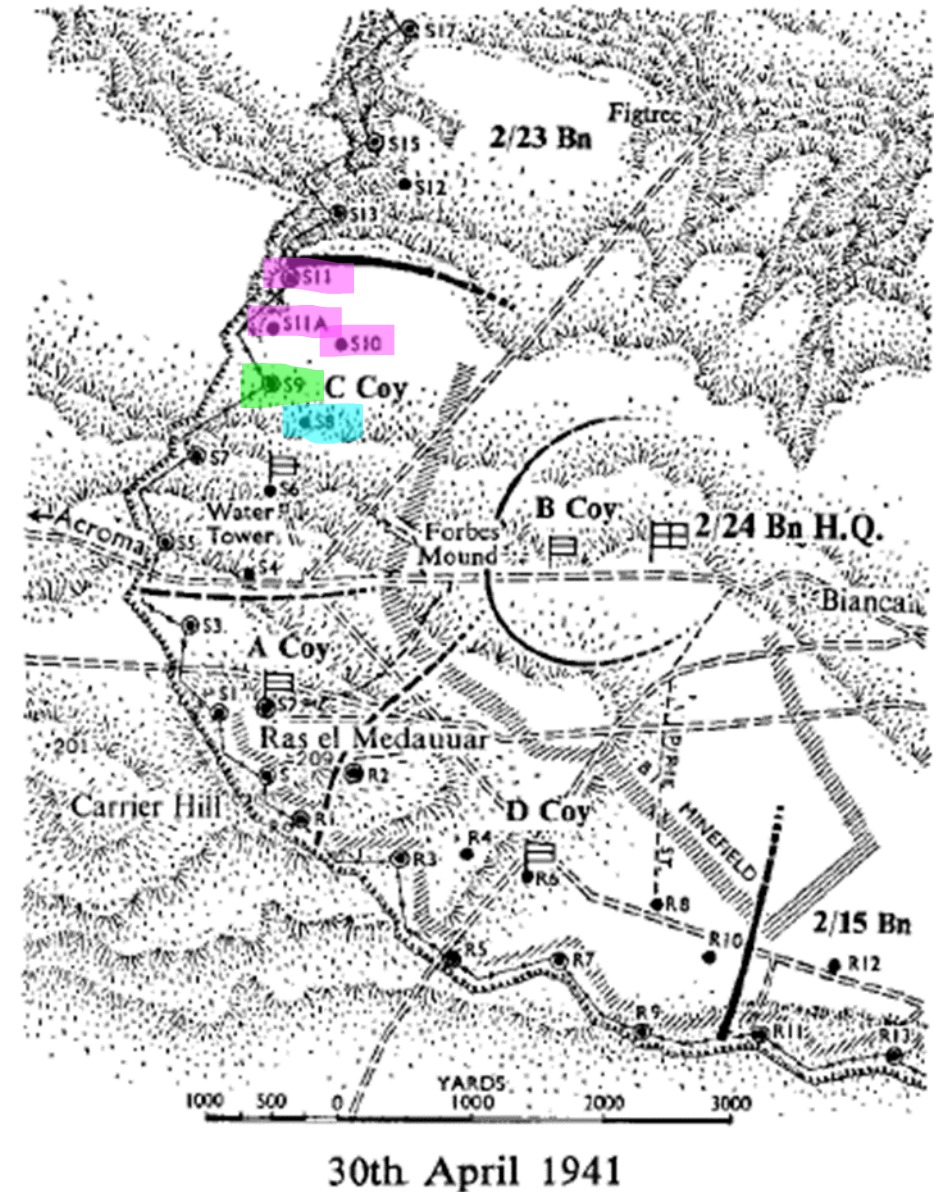 S17
Figtree
2/23 Bn
S15
S12
S13
S11
S11A
S10
S9
C Coy
S8
S7
S6
Water
Tower
B Coy
2/24 Bn H.Q.
Acroma
S5
Forbes
Mound
S4
Bianca
S3
A Coy
S1
S2
Ras el Medauuar
201
209
R2
Carrier Hill
R1
D Coy
R4
R3
R6
PIRIE ST.
B1 MINEFIELD
R8
2/15 Bn
R10
R5
R7
R12
R9
R11
R13
YARDS
1000 500 0 1000 2000 3000
30th April 1941